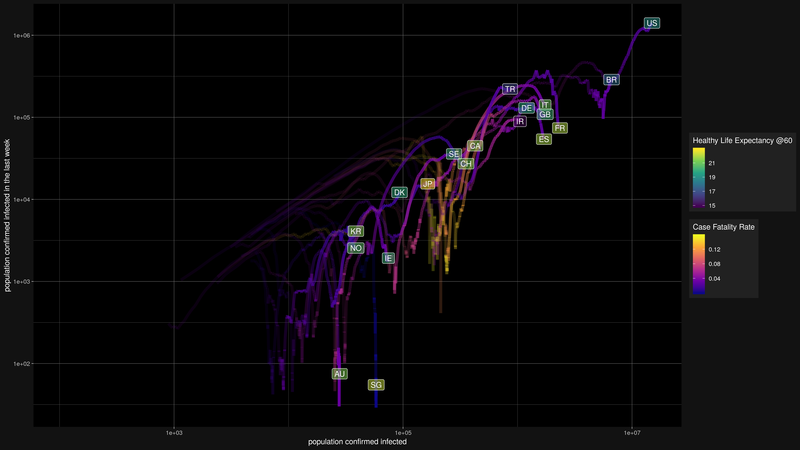 US
1e+06
BR
TR
Healthy Life Expectancy @60
DE
IT
GB
1e+05
IR
FR
21
ES
CA
19
SE
17
CH
JP
15
1e+04
DK
Case Fatality Rate
KR
NO
0.12
IE
0.08
1e+03
0.04
1e+02
AU
SG
population confirmed infected in the last week
1e+03
1e+05
1e+07
population confirmed infected